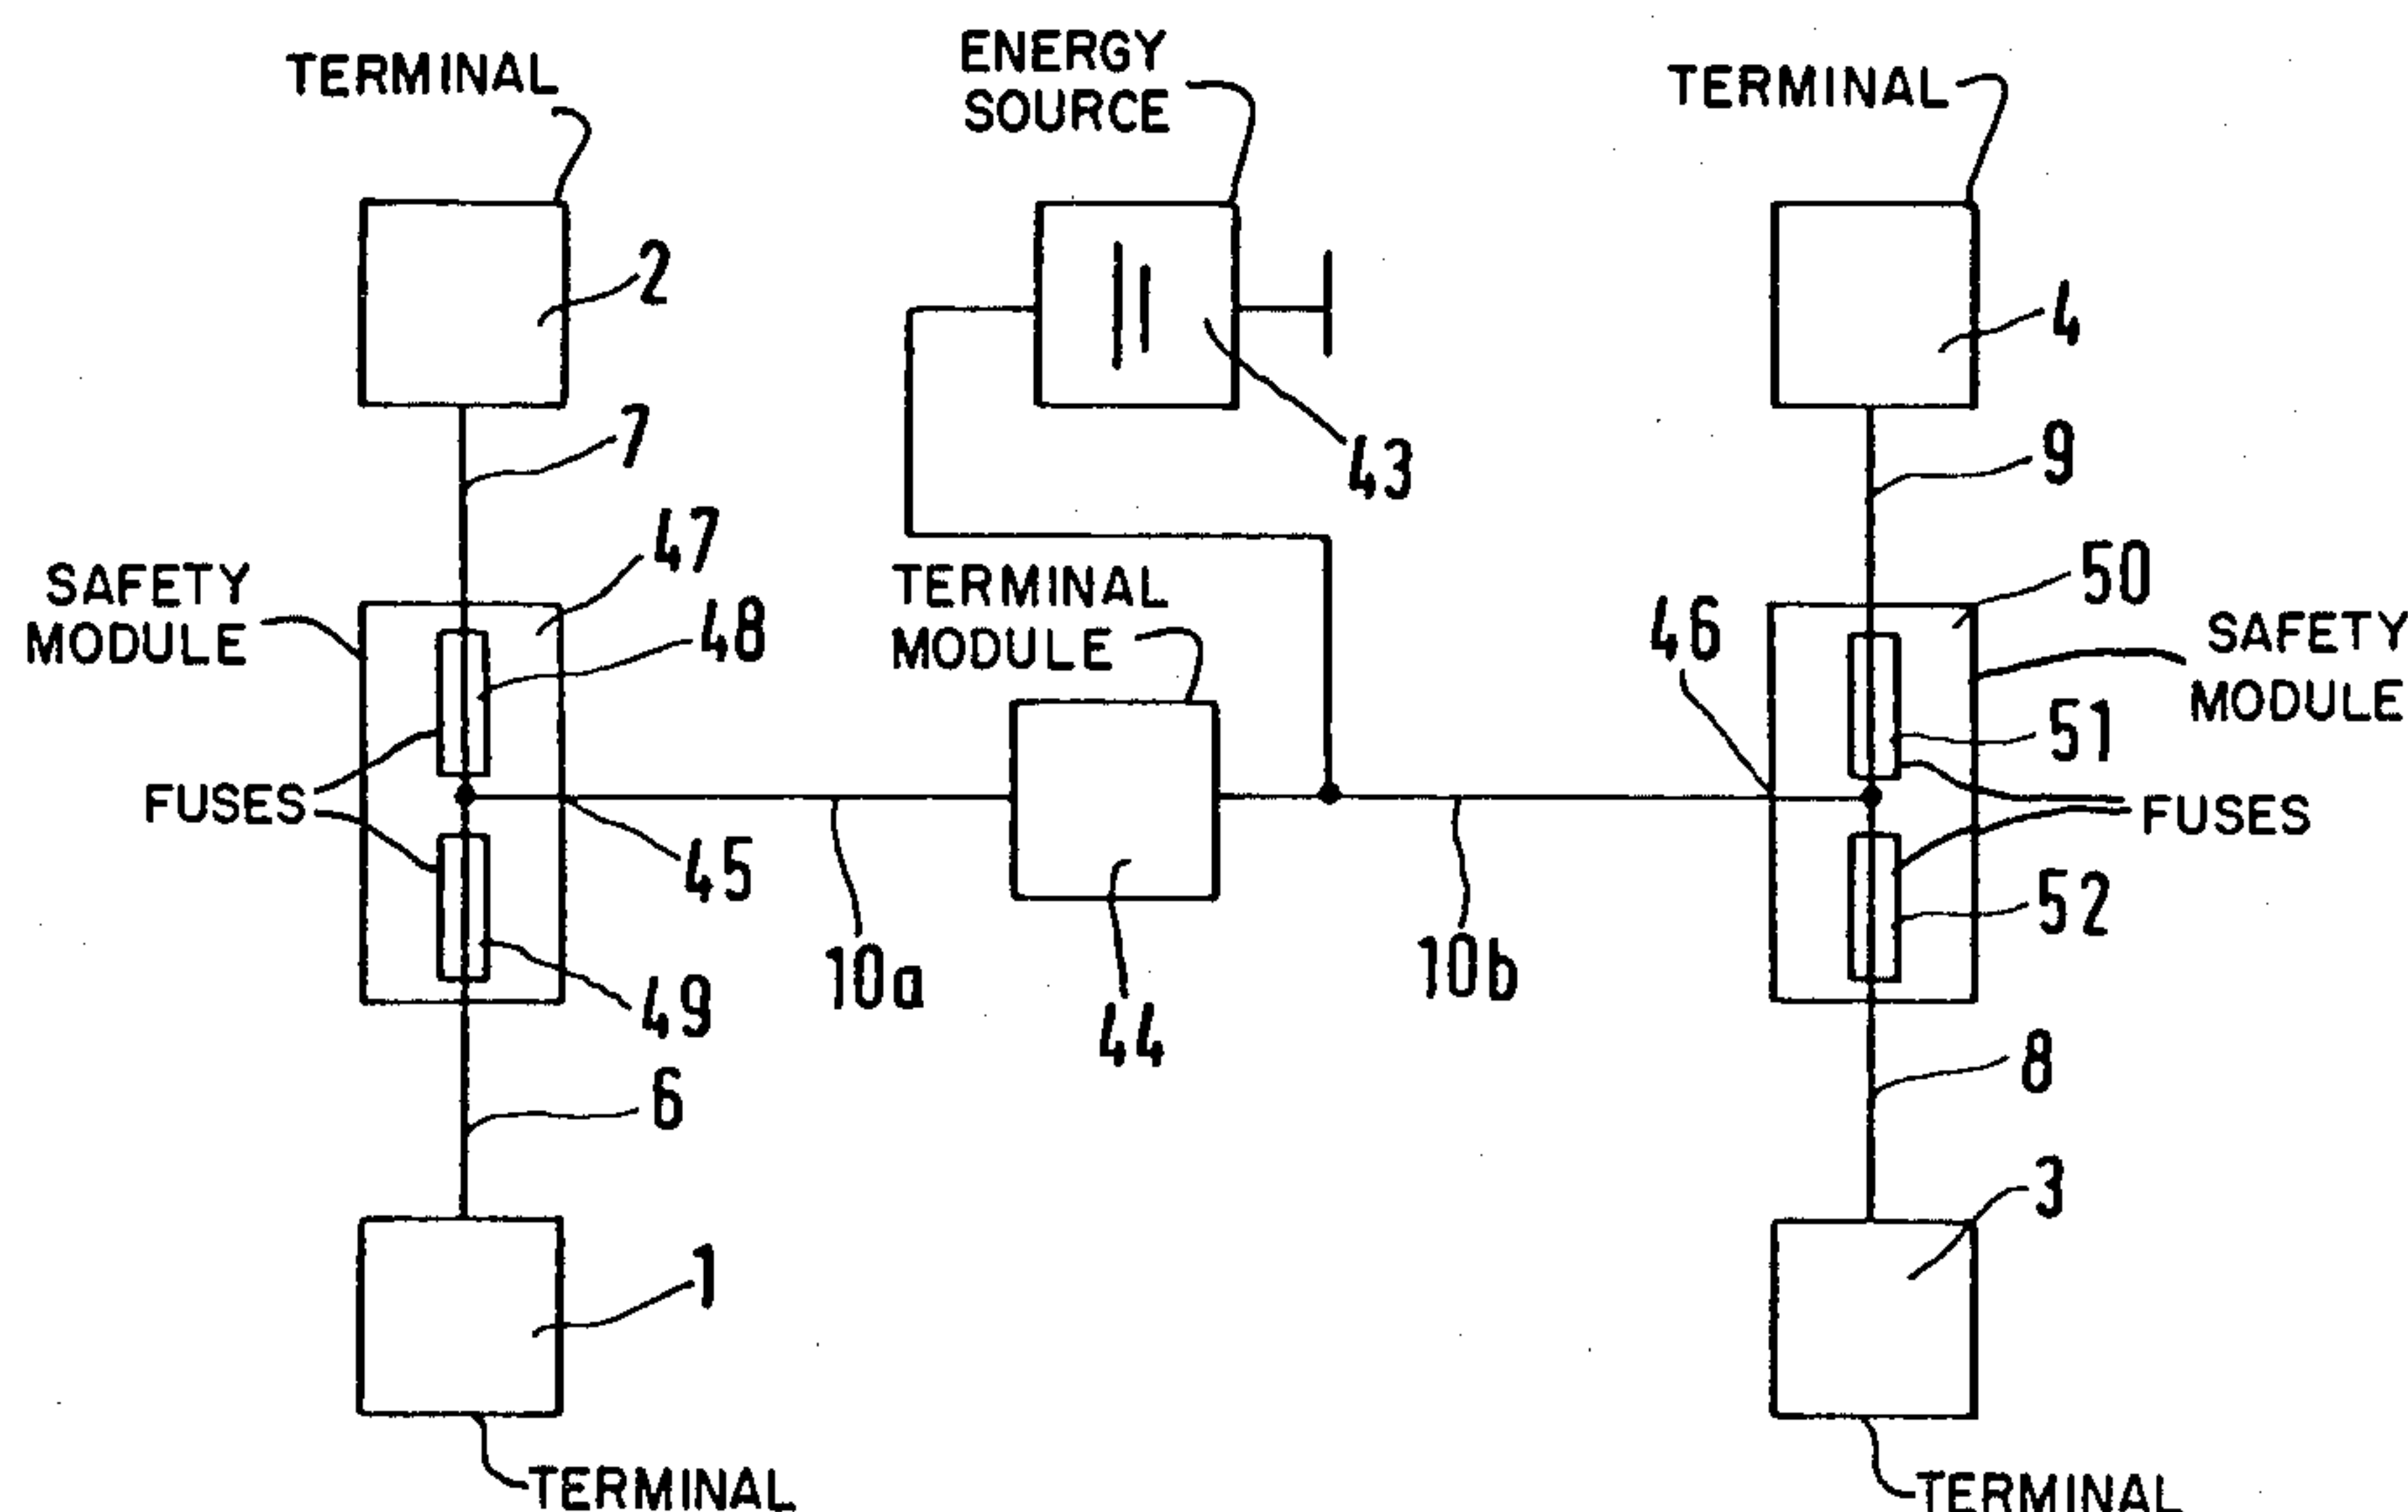 TERMINAL
ENERGY
SOURCE
TERMINAL
2
4
43
7
9
47
50
SAFETY
MODULE
48
TERMINAL
MODULE
46
SAFETY
MODULE
51
FUSES
FUSES
45
52
10a
10b
49
44
6
8
3
1
TERMINAL
TERMINAL